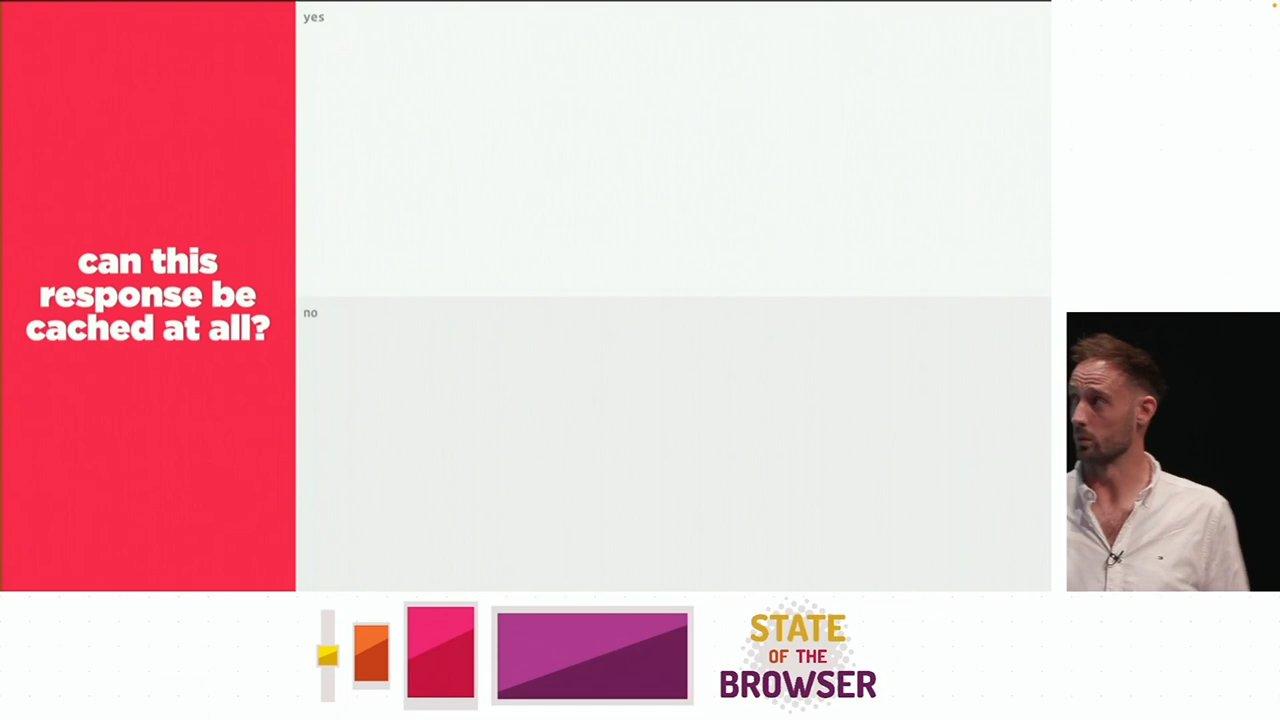 yes
can this
response be
cached at all?
no
STATE
OF THE
BROWSER